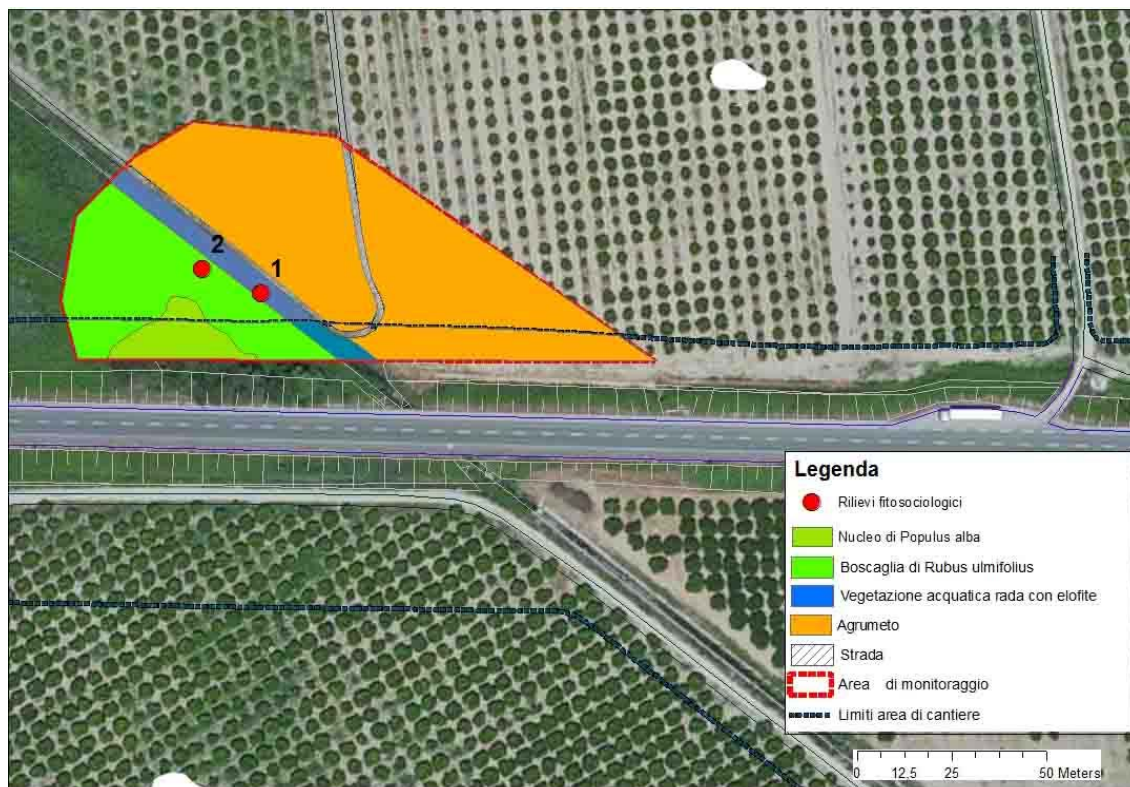 2
1
Legenda
Rilievi fitosociologici
Nucleo di Populus alba
Boscaglia di Rubus ulmifolius
Vegetazione acquatica rada con elofite
Agrumeto
Strada
Area di monitoraggio
Limiti area di cantiere
0 12.5 25 50 Meters